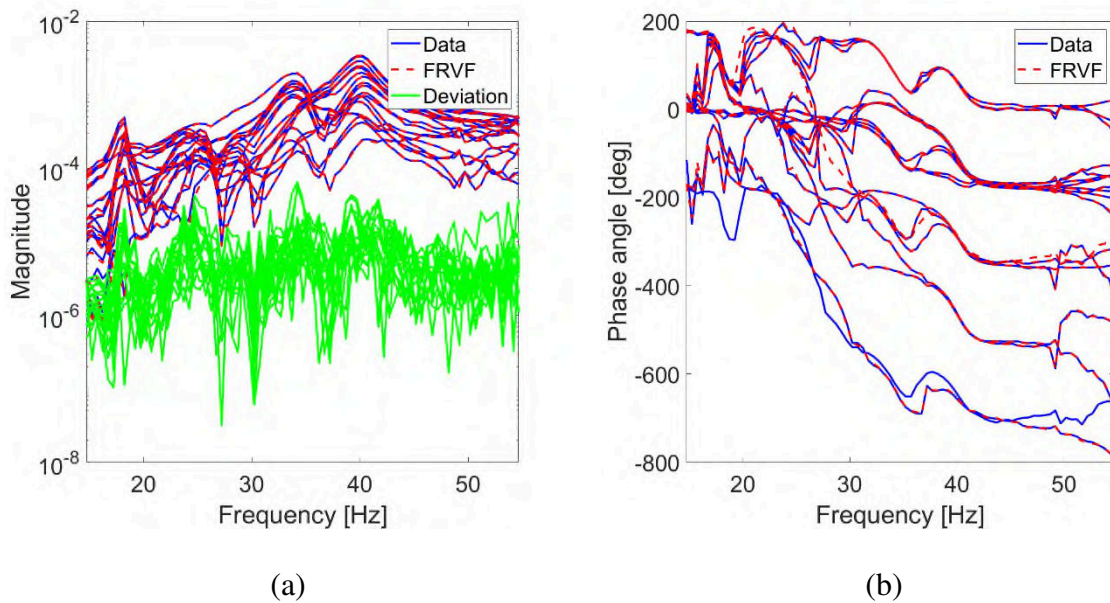 10^-2
10^-4
10^-6
10^-8
Magnitude
20 30 40 50
Frequency [Hz]
Data
FRVF
Deviation
(a)
200
0
-200
-400
-600
-800
Phase angle [deg]
20 30 40 50
Frequency [Hz]
Data
FRVF
(b)